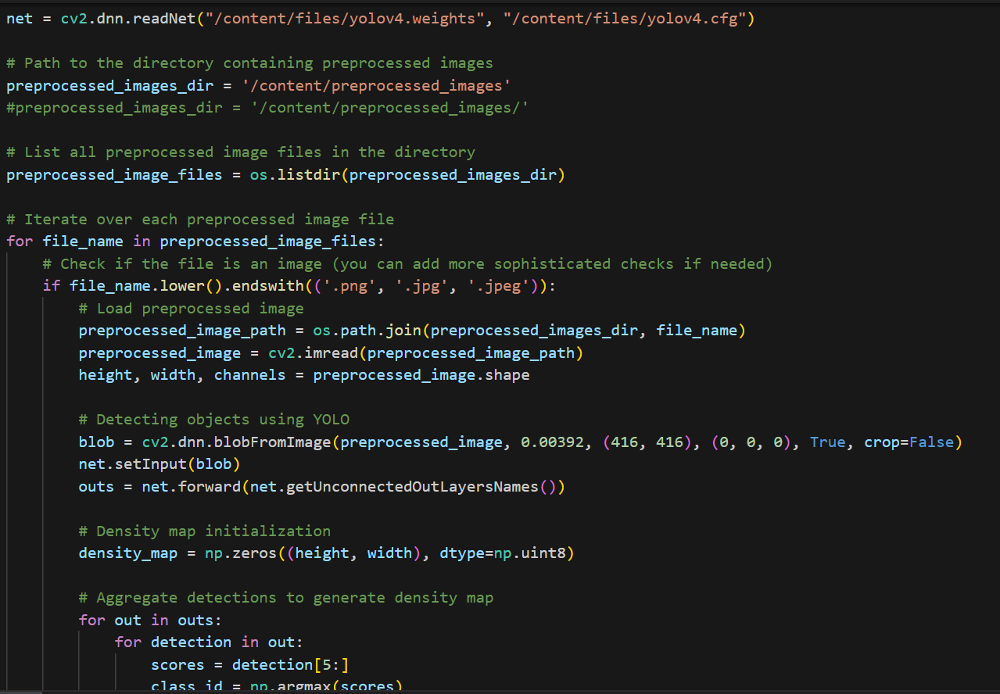 net = cv2.dnn.readNet("/content/files/yolov4.weights", "/content/files/yolov4.cfg")
# Path to the directory containing preprocessed images
preprocessed_images_dir = '/content/preprocessed_images'
#preprocessed_images_dir = '/content/preprocessed_images/'
# List all preprocessed image files in the directory
preprocessed_image_files = os.listdir(preprocessed_images_dir)
# Iterate over each preprocessed image file
for file_name in preprocessed_image_files:
    # Check if the file is an image (you can add more sophisticated checks if needed)
    if file_name.lower().endswith(('.png', '.jpg', '.jpeg')):
        # Load preprocessed image
        preprocessed_image_path = os.path.join(preprocessed_images_dir, file_name)
        preprocessed_image = cv2.imread(preprocessed_image_path)
        height, width, channels = preprocessed_image.shape
        # Detecting objects using YOLO
        blob = cv2.dnn.blobFromImage(preprocessed_image, 0.00392, (416, 416), (0, 0, 0), True, crop=False)
        net.setInput(blob)
        outs = net.forward(net.getUnconnectedOutLayersNames())
        # Density map initialization
        density_map = np.zeros((height, width), dtype=np.uint8)
        # Aggregate detections to generate density map
        for out in outs:
            for detection in out:
                scores = detection[5:]
                class_id = np.argmax(scores)